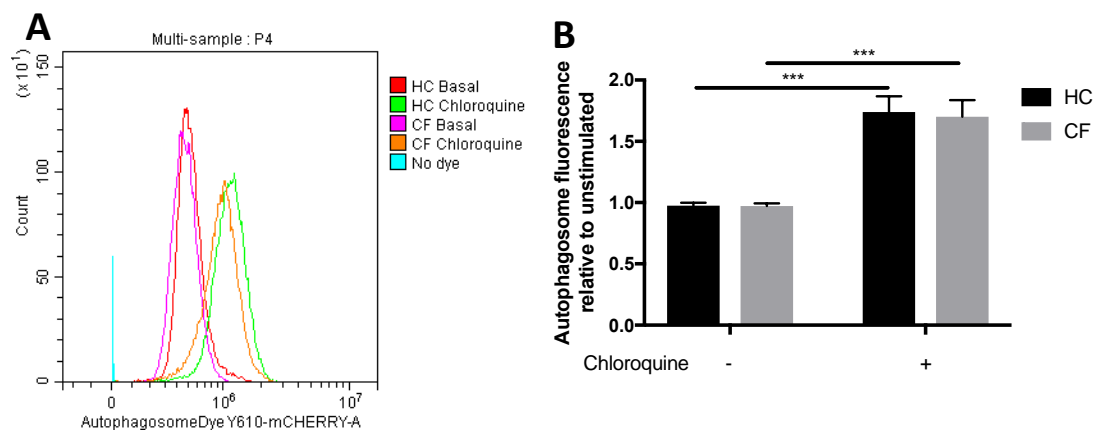 A
Multi-sample : P4
(x 10¹)
150
100
50
0
Count
0 10⁶ 10⁷
AutophagosomeDye Y610-mCHERRY-A
HC Basal
HC Chloroquine
CF Basal
CF Chloroquine
No dye
B
***
***
2.0
1.5
1.0
0.5
0.0
Autophagosome fluorescence
relative to unstimulated
Chloroquine - +
HC
CF